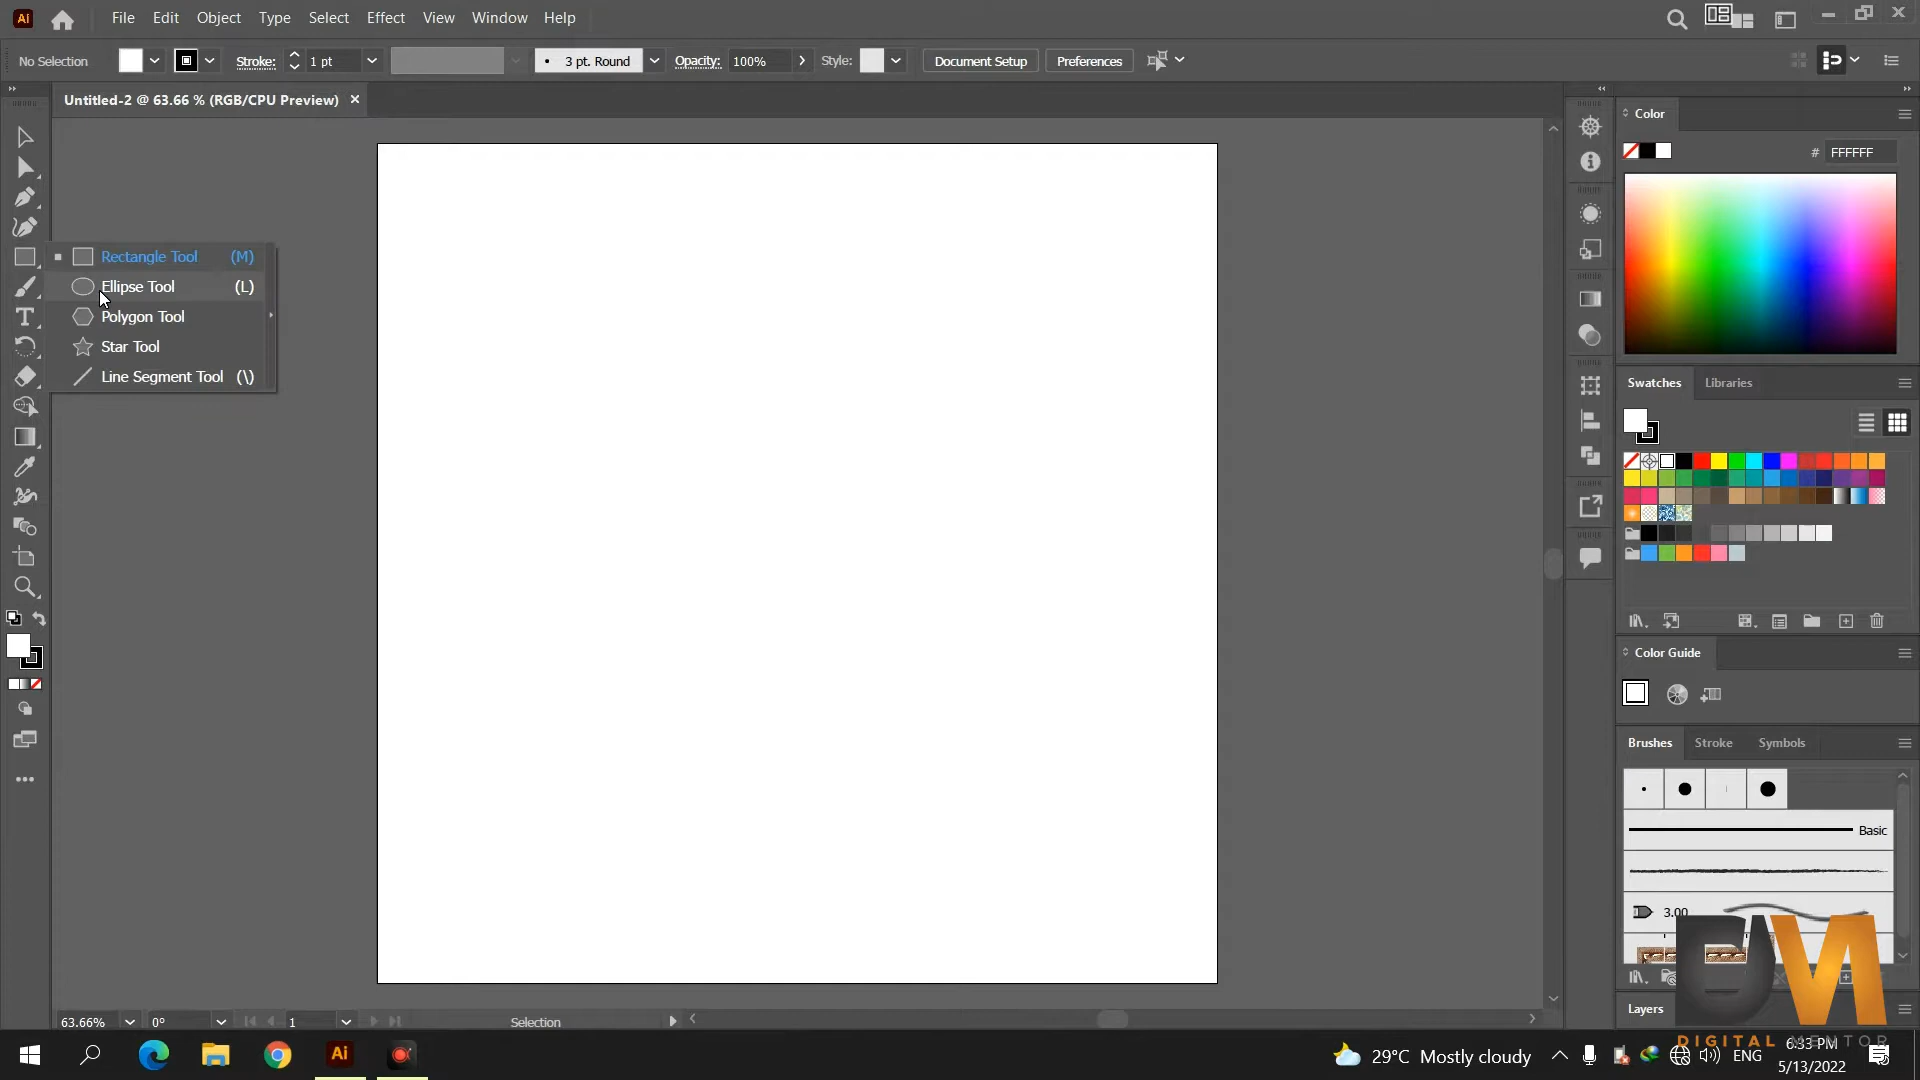 Ai File Edit Object Type Select Effect View Window Help
No Selection Stroke: 1 pt 3 pt. Round Opacity: 100% Style: Document Setup Preferences
Untitled-2 @ 63.66 % (RGB/CPU Preview)
Rectangle Tool (M)
Ellipse Tool (L)
Polygon Tool
Star Tool
Line Segment Tool (\)
Color
# FFFFFF
Swatches Libraries
Color Guide
Brushes Stroke Symbols
Basic
3.00
Layers
63.66% 0° 1 Selection
DIGITAL MENTOR
Ai 29°C Mostly cloudy ENG 6:33 PM
5/13/2022